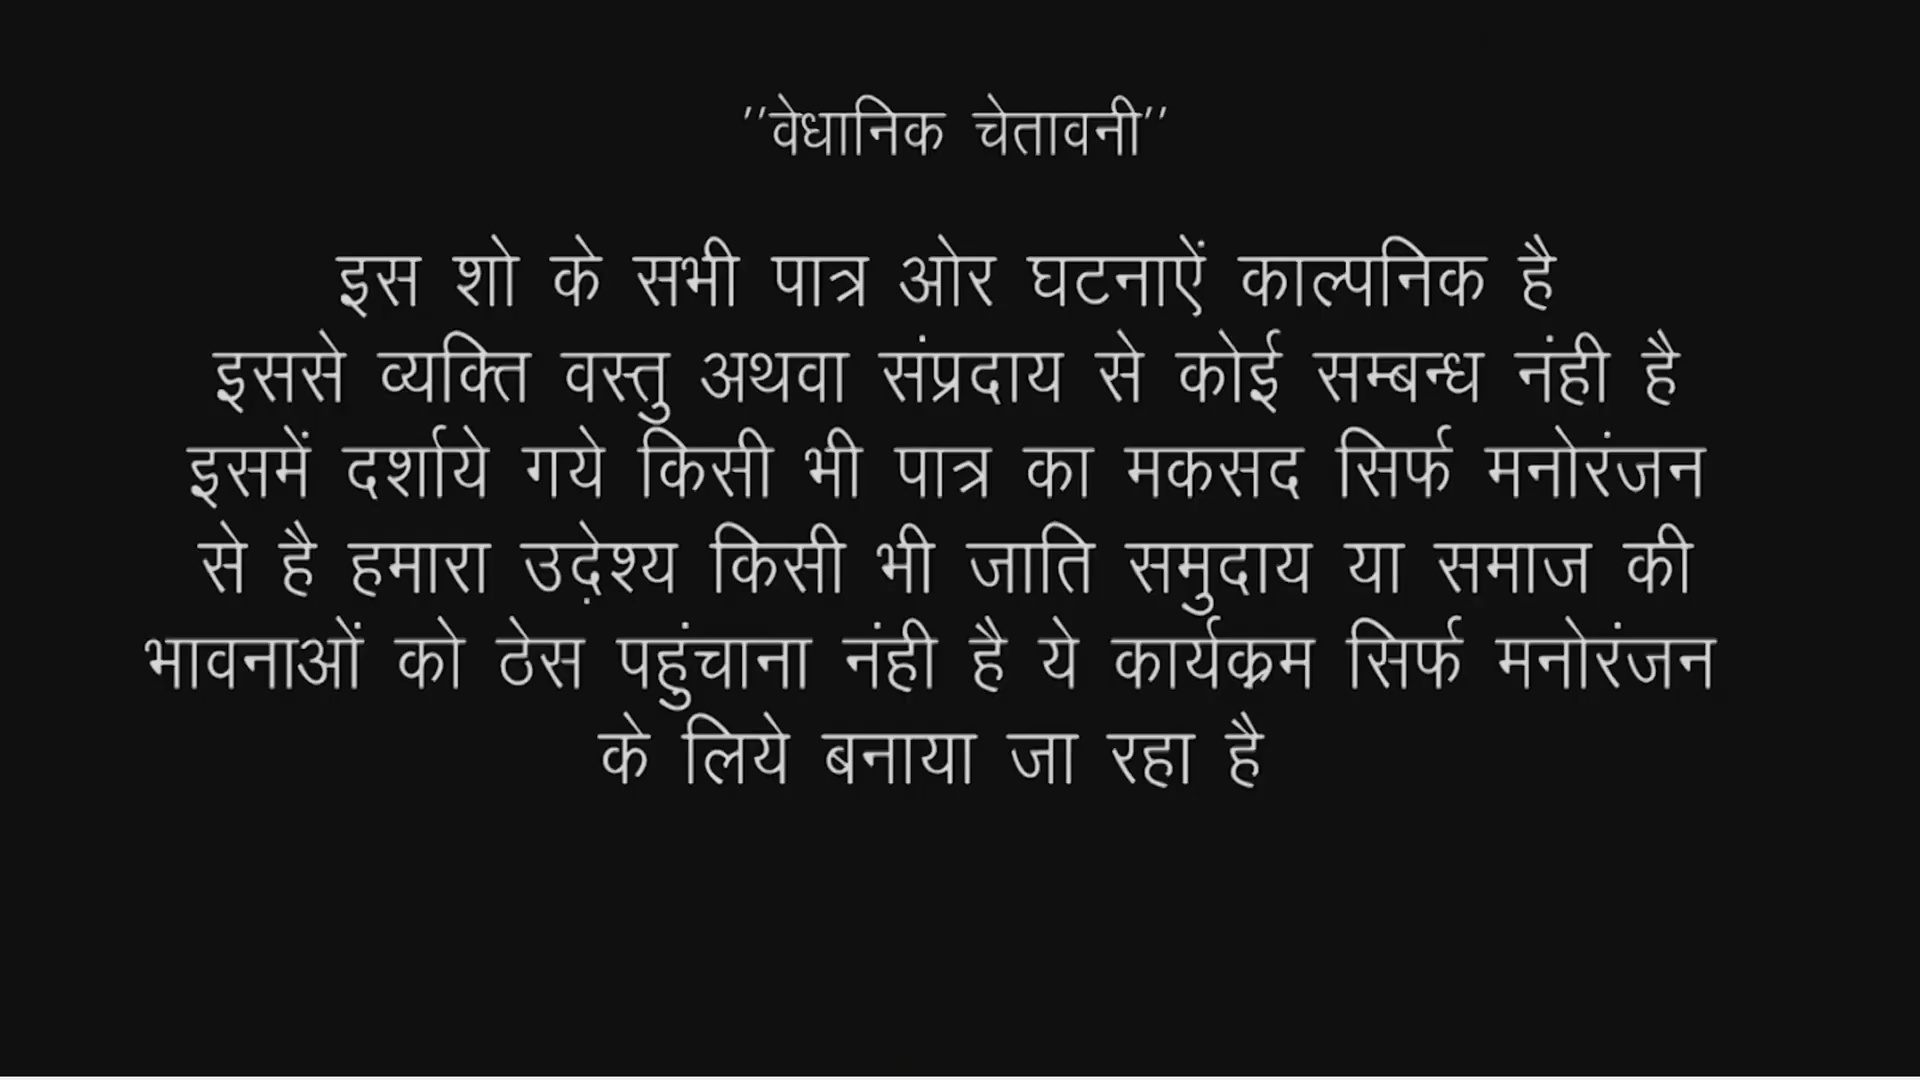 ''वेधानिक चेतावनी''
इस शो के सभी पात्र ओर घटनाऐं काल्पनिक है
इससे व्यक्ति वस्तु अथवा संप्रदाय से कोई सम्बन्ध नंही है
इसमें दर्शाये गये किसी भी पात्र का मकसद सिर्फ मनोरंजन
से है हमारा उद़ेश्य किसी भी जाति समुदाय या समाज की
भावनाओं को ठेस पहुंचाना नंही है ये कार्यक्रम सिर्फ मनोरंजन
के लिये बनाया जा रहा है